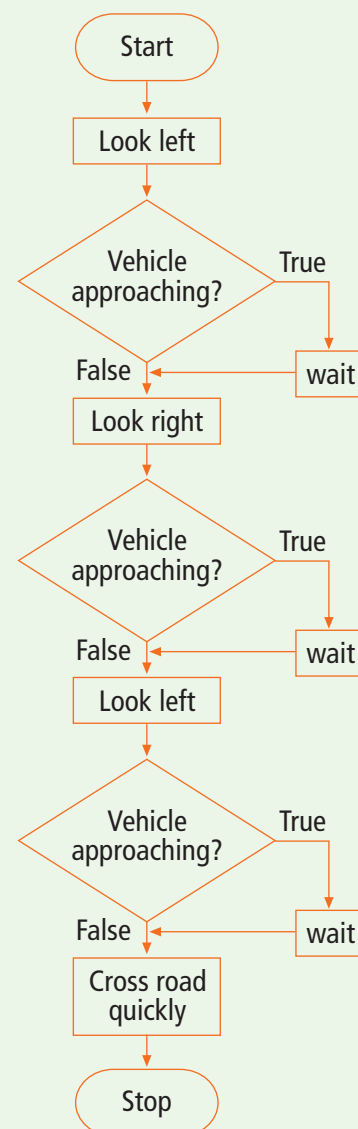 Start
Look left
Vehicle
approaching?
True
False
wait
Look right
Vehicle
approaching?
True
False
wait
Look left
Vehicle
approaching?
True
False
wait
Cross road
quickly
Stop